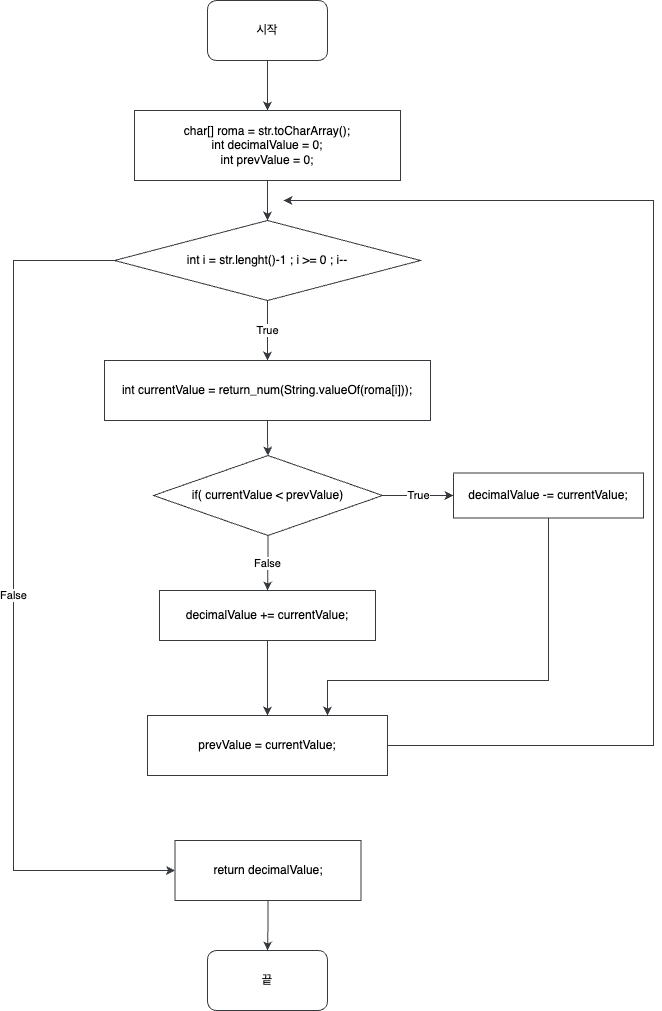 시작
char[] roma = str.toCharArray();
int decimalValue = 0;
int prevValue = 0;
int i = str.lenght()-1 ; i >= 0 ; i--
True
int currentValue = return_num(String.valueOf(roma[i]));
if( currentValue < prevValue)
True
decimalValue -= currentValue;
False
False
decimalValue += currentValue;
prevValue = currentValue;
return decimalValue;
끝